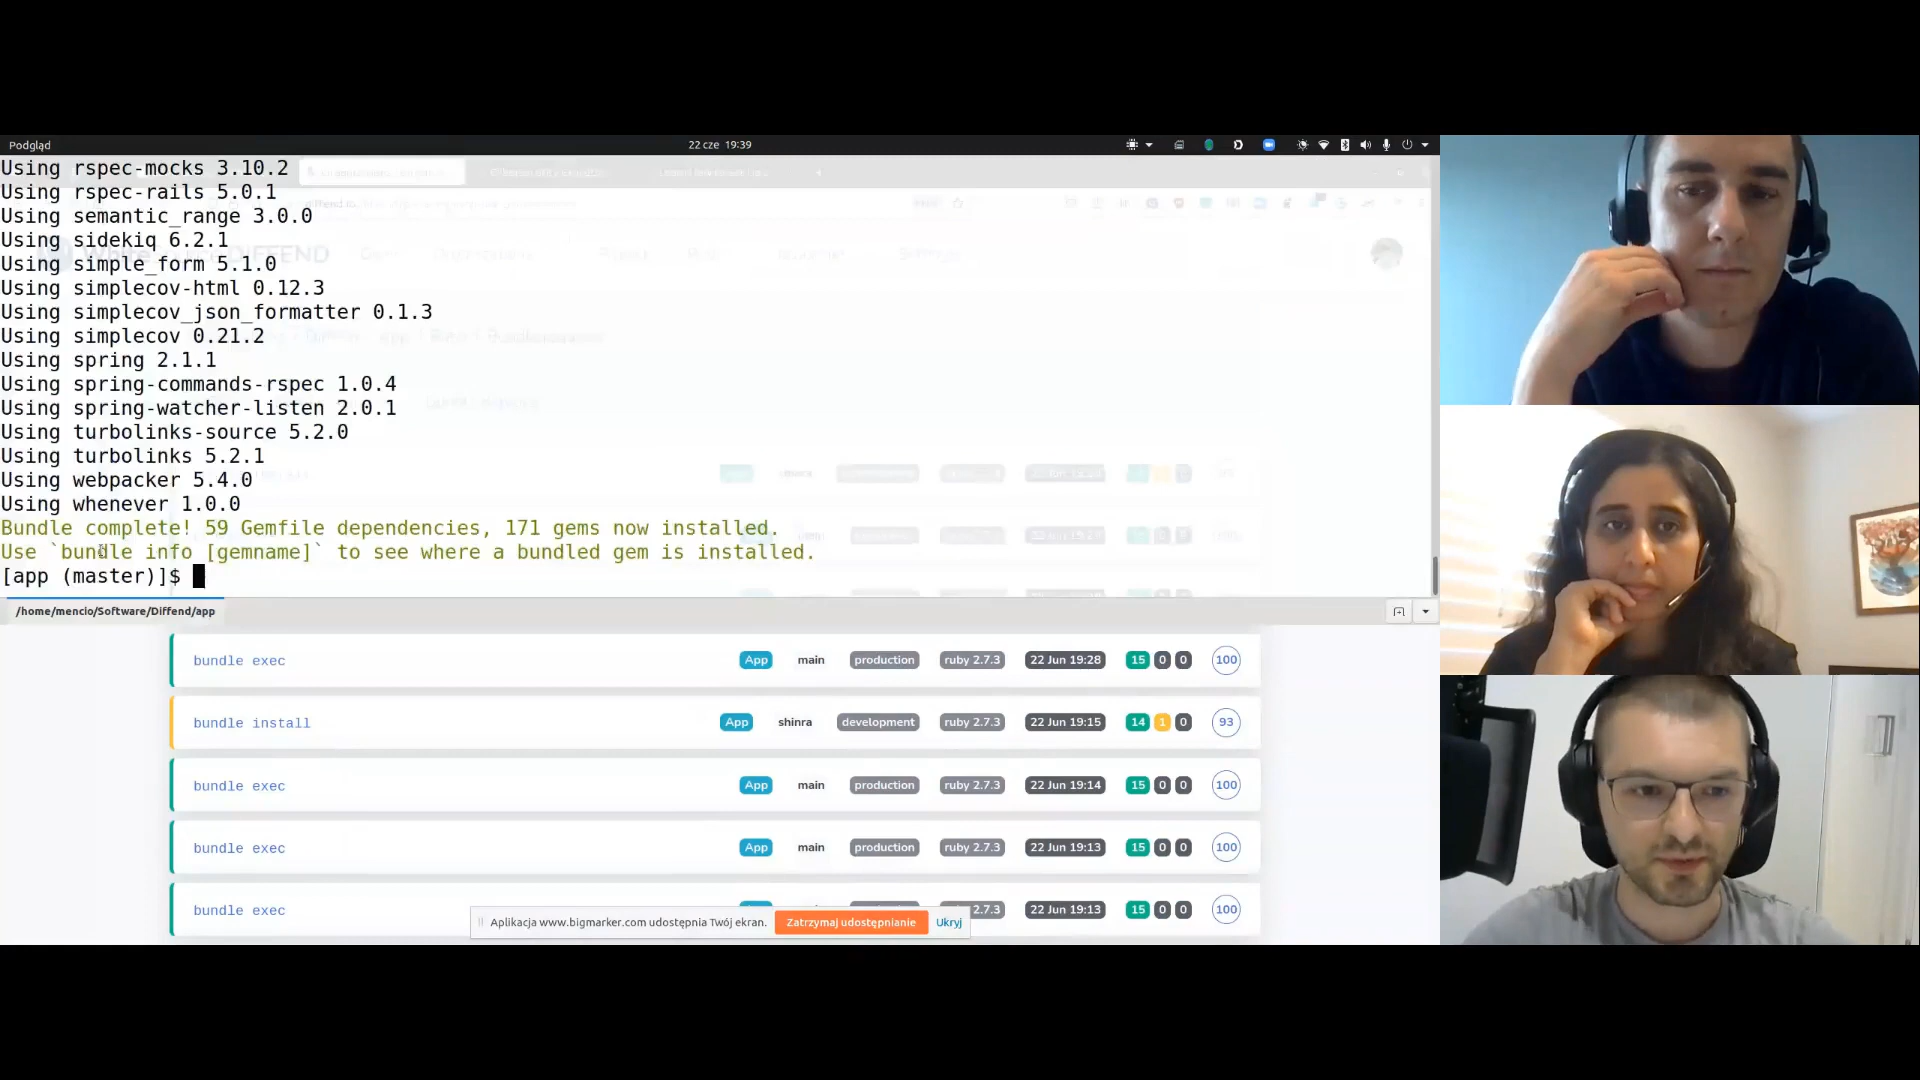 Podgląd
22 cze 19:39
Using rspec-mocks 3.10.2
Using rspec-rails 5.0.1
Using semantic_range 3.0.0
Using sidekiq 6.2.1
Using simple_form 5.1.0
Using simplecov-html 0.12.3
Using simplecov_json_formatter 0.1.3
Using simplecov 0.21.2
Using spring 2.1.1
Using spring-commands-rspec 1.0.4
Using spring-watcher-listen 2.0.1
Using turbolinks-source 5.2.0
Using turbolinks 5.2.1
Using webpacker 5.4.0
Using whenever 1.0.0
Bundle complete! 59 Gemfile dependencies, 171 gems now installed.
Use `bundle info [gemname]` to see where a bundled gem is installed.
[app (master)]$
DIFFEND
/home/mencio/Software/Diffend/app
bundle exec App main production ruby 2.7.3 22 Jun 19:28 15 0 0 100
bundle install App shinra development ruby 2.7.3 22 Jun 19:15 14 1 0 93
bundle exec App main production ruby 2.7.3 22 Jun 19:14 15 0 0 100
bundle exec App main production ruby 2.7.3 22 Jun 19:13 15 0 0 100
bundle exec 2.7.3 22 Jun 19:13 15 0 0 100
Aplikacja www.bigmarker.com udostępnia Twój ekran. Zatrzymaj udostępnianie Ukryj